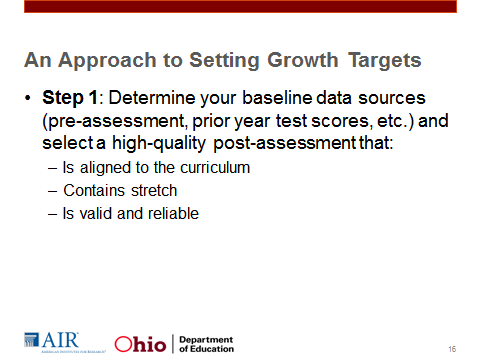 An Approach to Setting Growth Targets
• Step 1: Determine your baseline data sources
(pre-assessment, prior year test scores, etc.) and
select a high-quality post-assessment that:
– Is aligned to the curriculum
– Contains stretch
– Is valid and reliable
AIR
AMERICAN INSTITUTES FOR RESEARCH
Ohio
Department
of Education
16